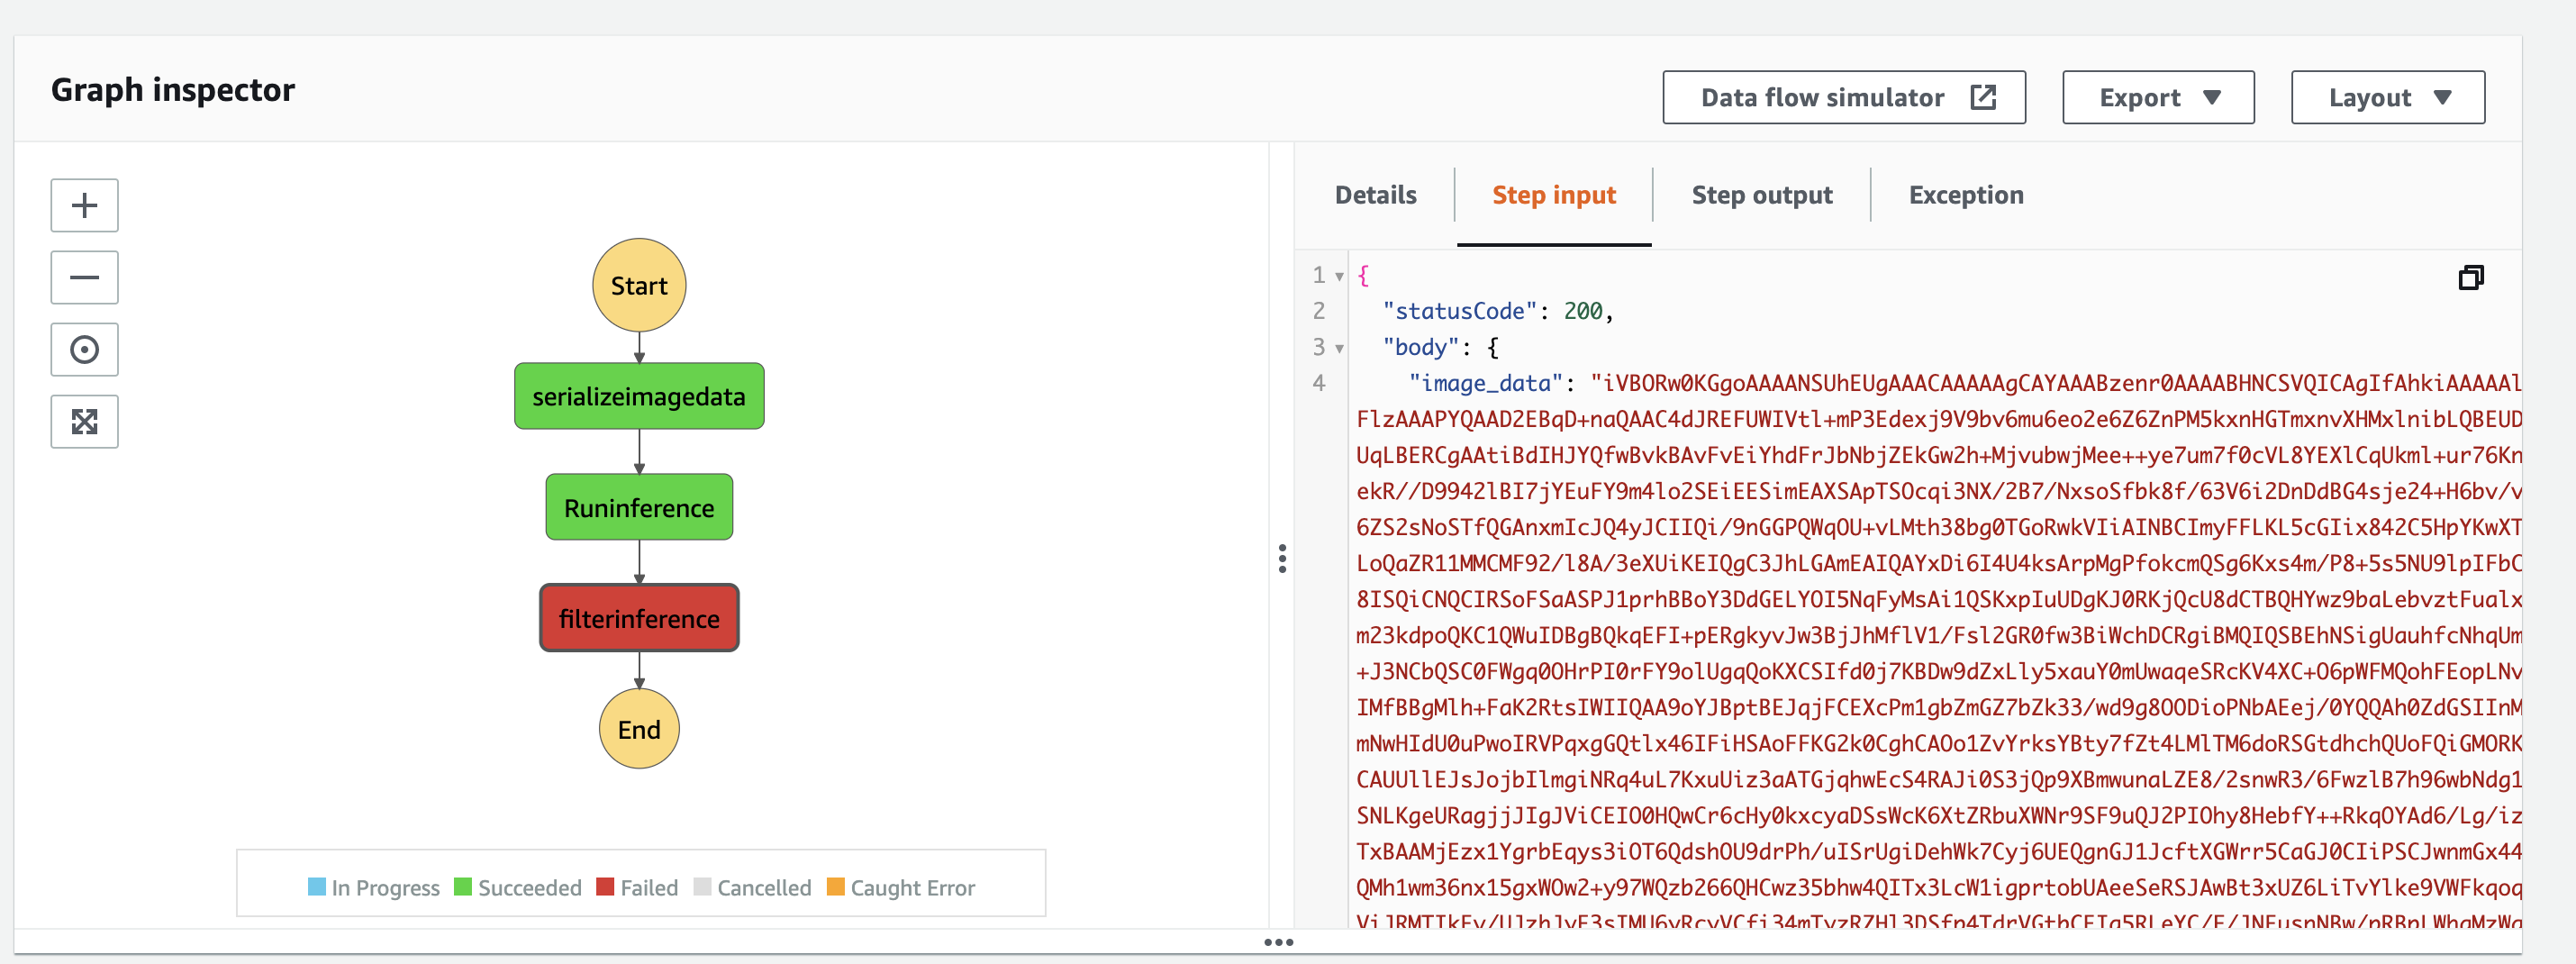 Graph inspector
Data flow simulator
Export
Layout
Start
serializeimagedata
Runinference
filterinference
End
In Progress Succeeded Failed Cancelled Caught Error
Details Step input Step output Exception
1 {
2 "statusCode": 200,
3 "body": {
4 "image_data": "iVBORw0KGgoAAAANSUhEUgAAACAAAAAgCAYAAABzenr0AAAABHNCSVQICAgIfAhkiAAAAAl
FlzAAAPYQAAD2EBqD+naQAAC4dJREFUWIVtl+mP3Edexj9V9bv6mu6eo2e6Z6ZnPM5kxnHGTmxnvXHMxlnibLQBEUD
UqLBERCgAAtiBdIHJYQfwBvkBAvFvEiYhdFrJbNbjZEkGw2h+Mjvubwj​Mee++ye7um7f0cVL8YEXlCqUkml+ur76Kn
ekR//D9942lBI7jYEuFY9m4lo2SEiEESimEAXSApTSOcqi3NX/2B7/NxsoSfbk8f/63V6i2DnDdBG4sje24+H6bv/v
6ZS2sNoSTfQGAnxmIcJQ4yJCIIQi/9nGGPQWqOU+vLMth38bg0TGoRwkVIiAINBCImyFFLKL5cGIix842C5HpYKwXT
LoQaZR11MMCMF92/l8A/3eXUiKEIQgC3JhLGAmEAIQAYxDi6I4U4ksArpMgPfokcmQSg6Kxs4m/P8+5s5NU9lpIFbC
8ISQiCNQCIRSoFSaASPJ1prhBBoY3DdGELYOI5NqFyMsAi1QSKxpIuUDgKJ0RKjQcU8dCTBQHYwz9baLebvztFualx
m23kdpoQKC1QWuIDBgBQkqEFI+pERgkyvJw3BjJhMflV1/Fsl2GR0fw3BiWchDCRgiBMQIQSBEhNSigUauhfcNhqUm
+J3NCbQSC0FWgq0OHrPI0rFY9olUgqQoKXCSIfd0j7KBDw9dZxLly5xauY0mUwaqeSRcKV4XC+O6pWFMQohFEopLNv
IMfBBgMlh+FaK2RtsIWIIQAA9oYJBptBEJqjFCEXcPm1gbZmGZ7bZk33/wd9g8OODioPNbAEej/0YQQAh0ZdGSIInM
mNwHIdU0uPwoIRVPqxgGQtlx46IFiHSAoFFKG2k0CghCAOo1ZvYrksYBty7fZt4LMlTM6doRSGtdhchQUoFQiGMORK
CAUUllEJsJojbIlmgiNRq4uL7KxuUiz3aATGjqhwEcS4RAJi0S3jQp9XBmwunaLZE8/2snwR3/6FwzlB7h96wbNdg1
SNLKgeURagjjJIgJViCEIO0HQwCr6cHy0kxcyaDSsWcK6XtZRbuXWNr9SF9uQJ2PIOhy8HebfY++RkqOYAd6/Lg/iz
TxBAAMjEzx1YgrbEqys3iOT6QdshOU9drPh/uISrUgiDehWk7Cyj6UEQgnGJ1JcftXGWrr5CaGJ0CIiPSCJwnmGx44
QMh1wm36nx15gxWOw2+y97WQzb266QHCwz35bhw4QITx3LcW1igprtobUAeeSeRSJAwBt3xUZ6LiTvYlke9VWFkqoq